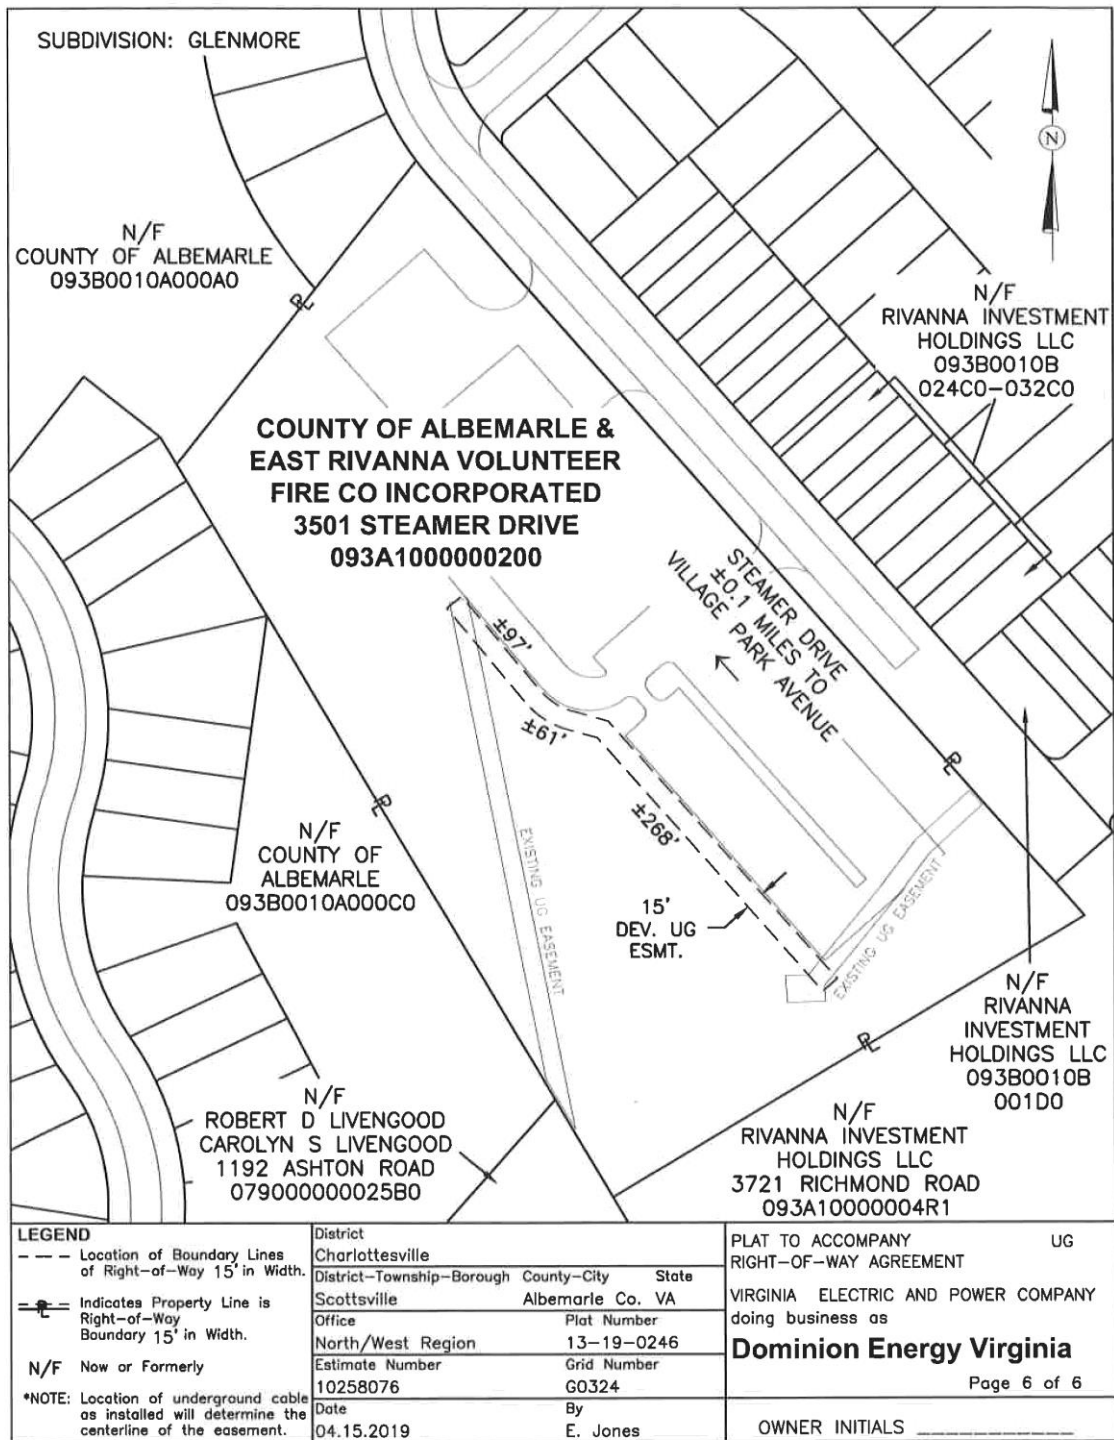 SUBDIVISION: GLENMORE
N
N/F
COUNTY OF ALBEMARLE
093B0010A000A0
N/F
RIVANNA INVESTMENT
HOLDINGS LLC
093B0010B
024C0-032C0
COUNTY OF ALBEMARLE &
EAST RIVANNA VOLUNTEER
FIRE CO INCORPORATED
3501 STEAMER DRIVE
093A1000000200
STEAMER DRIVE
±0.1 MILES TO
VILLAGE PARK AVENUE
±97'
±61'
±268'
EXISTING UG EASEMENT
EXISTING UG EASEMENT
15'
DEV. UG
ESMT.
N/F
COUNTY OF
ALBEMARLE
093B0010A000C0
N/F
RIVANNA
INVESTMENT
HOLDINGS LLC
093B0010B
001D0
N/F
ROBERT D LIVENGOOD
CAROLYN S LIVENGOOD
1192 ASHTON ROAD
079000000025B0
N/F
RIVANNA INVESTMENT
HOLDINGS LLC
3721 RICHMOND ROAD
093A10000004R1
LEGEND
Location of Boundary Lines
of Right-of-Way 15' in Width.
Indicates Property Line is
Right-of-Way
Boundary 15' in Width.
N/F Now or Formerly
*NOTE: Location of underground cable
as installed will determine the
centerline of the easement.
District
Charlottesville
District-Township-Borough County-City State
Scottsville Albemarle Co. VA
Office Plat Number
North/West Region 13-19-0246
Estimate Number Grid Number
10258076 G0324
Date By
04.15.2019 E. Jones
PLAT TO ACCOMPANY UG
RIGHT-OF-WAY AGREEMENT
VIRGINIA ELECTRIC AND POWER COMPANY
doing business as
Dominion Energy Virginia
Page 6 of 6
OWNER INITIALS ___________